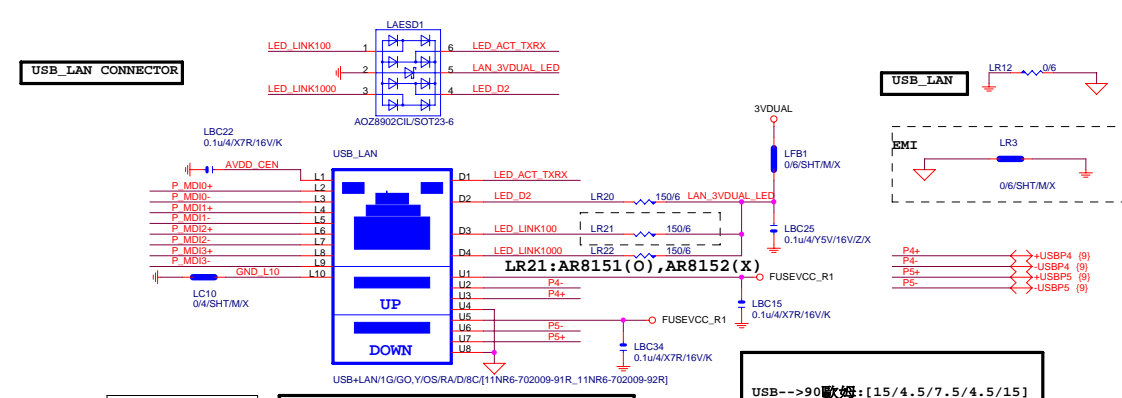 LAESD1
LED_LINK100 1 6 LED_ACT_TXRX
2 5 LAN_3VDUAL_LED
LED_LINK1000 3 4 LED_D2
AOZ8902CIL/SOT23-6
USB_LAN CONNECTOR
USB_LAN
LR12 0/6
EMI
LR3
0/6/SHT/M/X
3VDUAL
LFB1
0/6/SHT/M/X
LBC22
0.1u/4/X7R/16V/K
USB_LAN
AVDD_CEN L1
P_MDI0+ L2
P_MDI0- L3
P_MDI1+ L4
P_MDI1- L5
P_MDI2+ L6
P_MDI2- L7
P_MDI3+ L8
P_MDI3- L9
GND_L10 L10
LC10
0/4/SHT/M/X
D1 LED_ACT_TXRX
D2 LED_D2 LR20 150/6 LAN_3VDUAL_LED
D3 LED_LINK100 LR21 150/6
D4 LED_LINK1000 LR22 150/6
LR21:AR8151(O),AR8152(X)
LBC25
0.1u/4/Y5V/16V/Z/X
U1 FUSEVCC_R1
U2 P4-
U3 P4+
U4
U5 FUSEVCC_R1
U6 P5-
U7 P5+
U8
UP
DOWN
LBC15
0.1u/4/X7R/16V/K
LBC34
0.1u/4/X7R/16V/K
USB+LAN/1G/GO,Y/OS/RA/D/8C/[11NR6-702009-91R_11NR6-702009-92R]
P4+ +USBP4 {9}
P4- -USBP4 {9}
P5+ +USBP5 {9}
P5- -USBP5 {9}
USB-->90歐姆:[15/4.5/7.5/4.5/15]